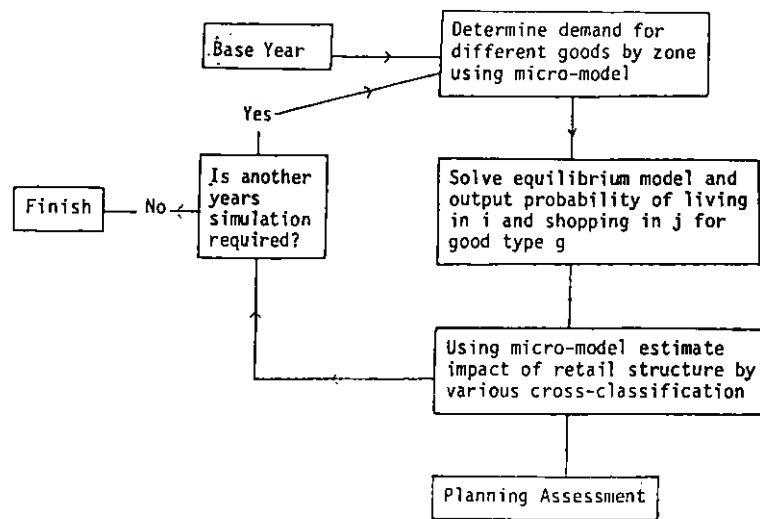 Base Year
Determine demand for
different goods by zone
using micro-model
Yes
Is another
years
simulation
required?
No
Finish
Solve equilibrium model and
output probability of living
in i and shopping in j for
good type g
Using micro-model estimate
impact of retail structure by
various cross-classification
Planning Assessment